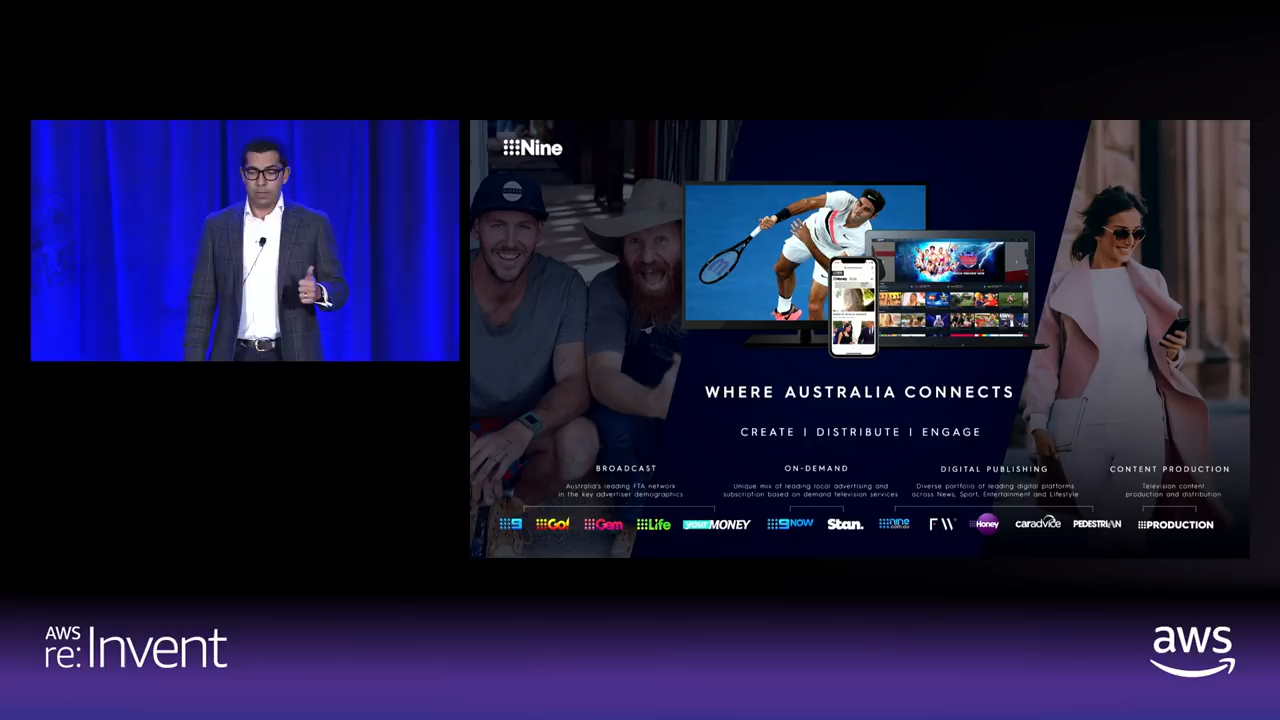 Nine
WHERE AUSTRALIA CONNECTS
CREATE | DISTRIBUTE | ENGAGE
BROADCAST
Australia's leading FTA network
in the key advertiser demographics
9
Go!
Gem
Life
your MONEY
ON-DEMAND
Unique mix of leading local advertising and
subscription based on demand television services
9NOW
Stan.
DIGITAL PUBLISHING
Diverse portfolio of leading digital platforms
across News, Sport, Entertainment and Lifestyle
nine
.com.au
FW
Honey
caradvice
PEDESTRIAN
CONTENT PRODUCTION
Television content
production and distribution
PRODUCTION
AWS
re:Invent
aws